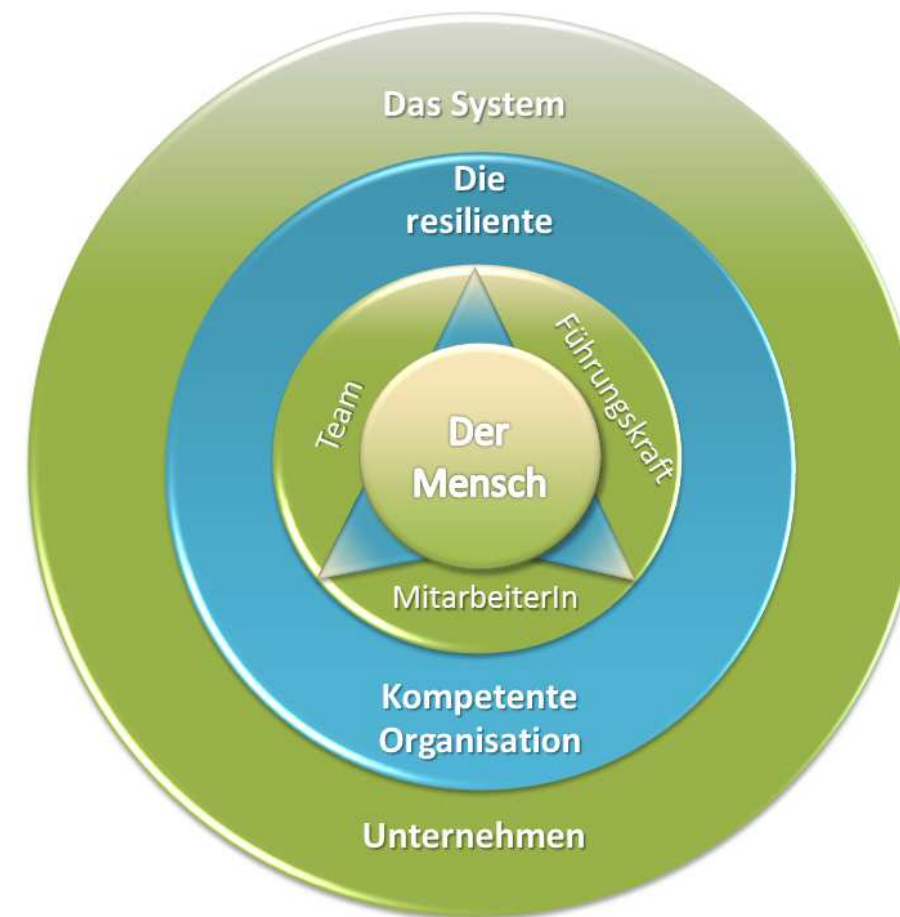 Das System
Die
resiliente
Team
Führungskraft
Der
Mensch
MitarbeiterIn
Kompetente
Organisation
Unternehmen